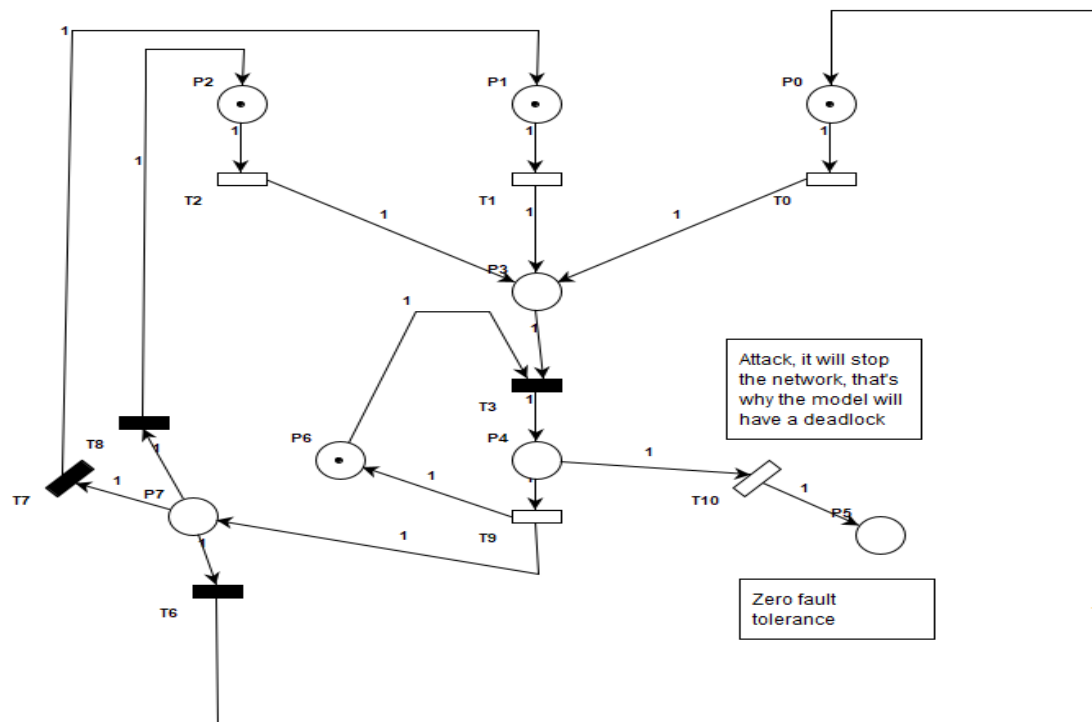 1
P2
P1
P0
1
1
1
1
T2
T1
T0
1
1
1
P3
1
1
Attack, it will stop
the network, that's
why the model will
have a deadlock
T3
1
P6
P4
T8
1
1
T7
1
P7
1
1
T10
1
P5
T9
1
1
Zero fault
tolerance
T6